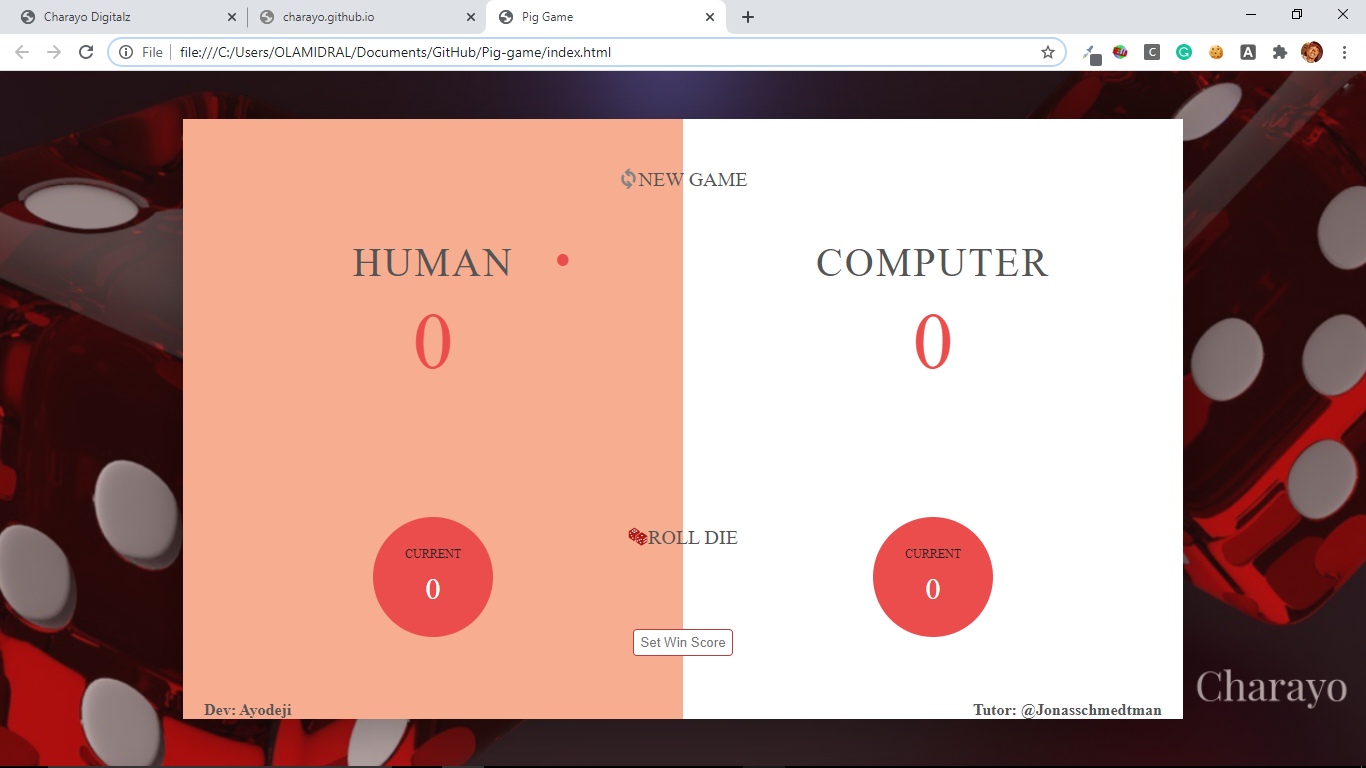 Charayo Digitalz
charayo.github.io
Pig Game
File
file:///C:/Users/OLAMIDRAL/Documents/GitHub/Pig-game/index.html
C
G
A
NEW GAME
HUMAN
COMPUTER
0
0
ROLL DIE
CURRENT
0
CURRENT
0
Set Win Score
Charayo
Dev: Ayodeji
Tutor: @Jonasschmedtman